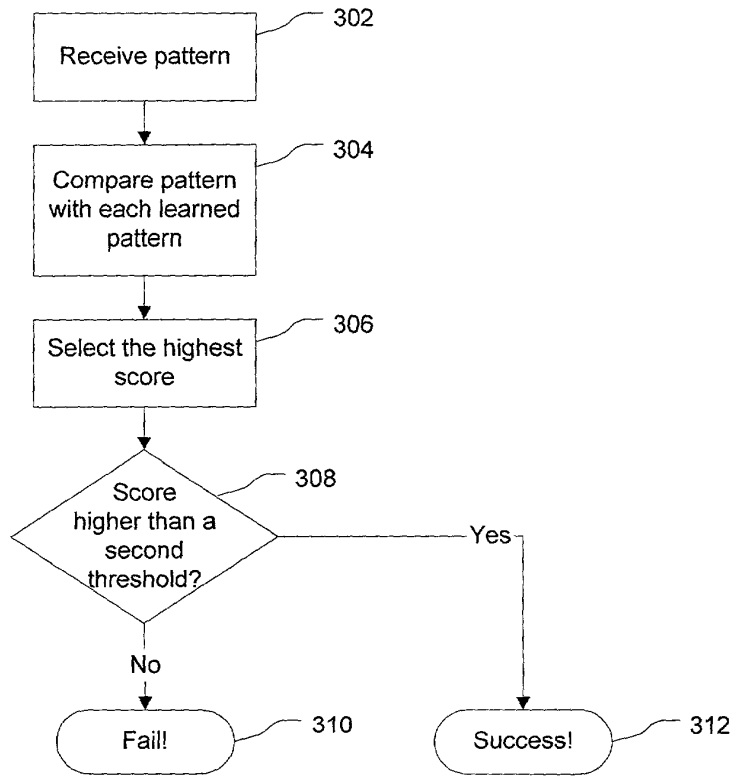 302
Receive pattern
304
Compare pattern
with each learned
pattern
306
Select the highest
score
308
Score
higher than a
second
threshold?
Yes
No
310
Fail!
312
Success!